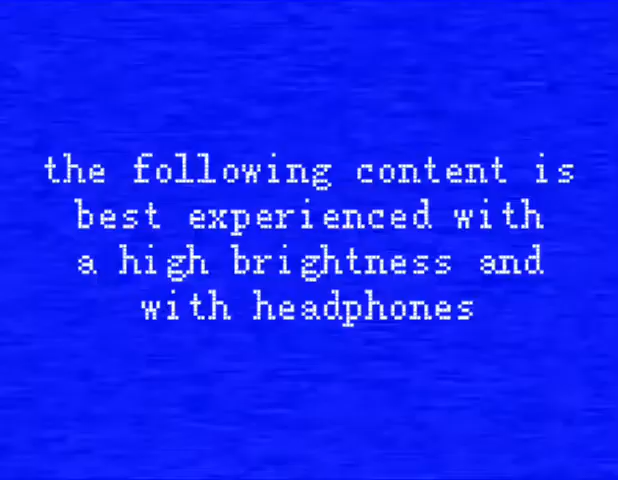 the following content is
best experienced with
a high brightness and
with headphones